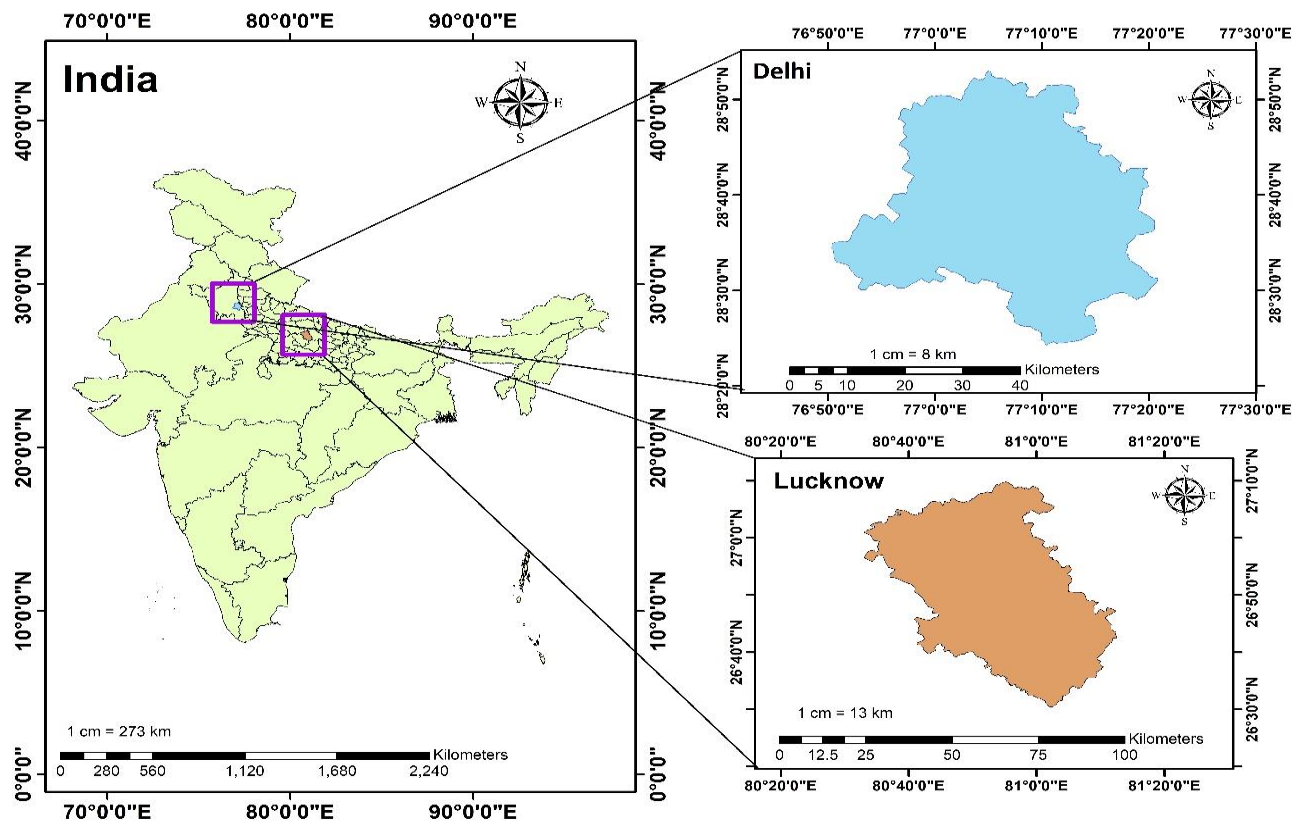 70°0'0"E 80°0'0"E 90°0'0"E
India
N
W E
S
40°0'0"N 40°0'0"N
30°0'0"N 30°0'0"N
20°0'0"N 20°0'0"N
10°0'0"N 10°0'0"N
0°0'0" 0°0'0"
1 cm = 273 km
Kilometers
0 280 560 1,120 1,680 2,240
70°0'0"E 80°0'0"E 90°0'0"E
76°50'0"E 77°0'0"E 77°10'0"E 77°20'0"E 77°30'0"E
Delhi
N
W E
S
28°50'0"N 28°50'0"N
28°40'0"N 28°40'0"N
28°30'0"N 28°30'0"N
28°20'0"N
1 cm = 8 km
Kilometers
0 5 10 20 30 40
76°50'0"E 77°0'0"E 77°10'0"E 77°20'0"E 77°30'0"E
80°20'0"E 80°40'0"E 81°0'0"E 81°20'0"E
Lucknow
N
W E
S
27°10'0"N
27°0'0"N
26°50'0"N
26°40'0"N
26°30'0"N
1 cm = 13 km
Kilometers
0 12.5 25 50 75 100
80°20'0"E 80°40'0"E 81°0'0"E 81°20'0"E